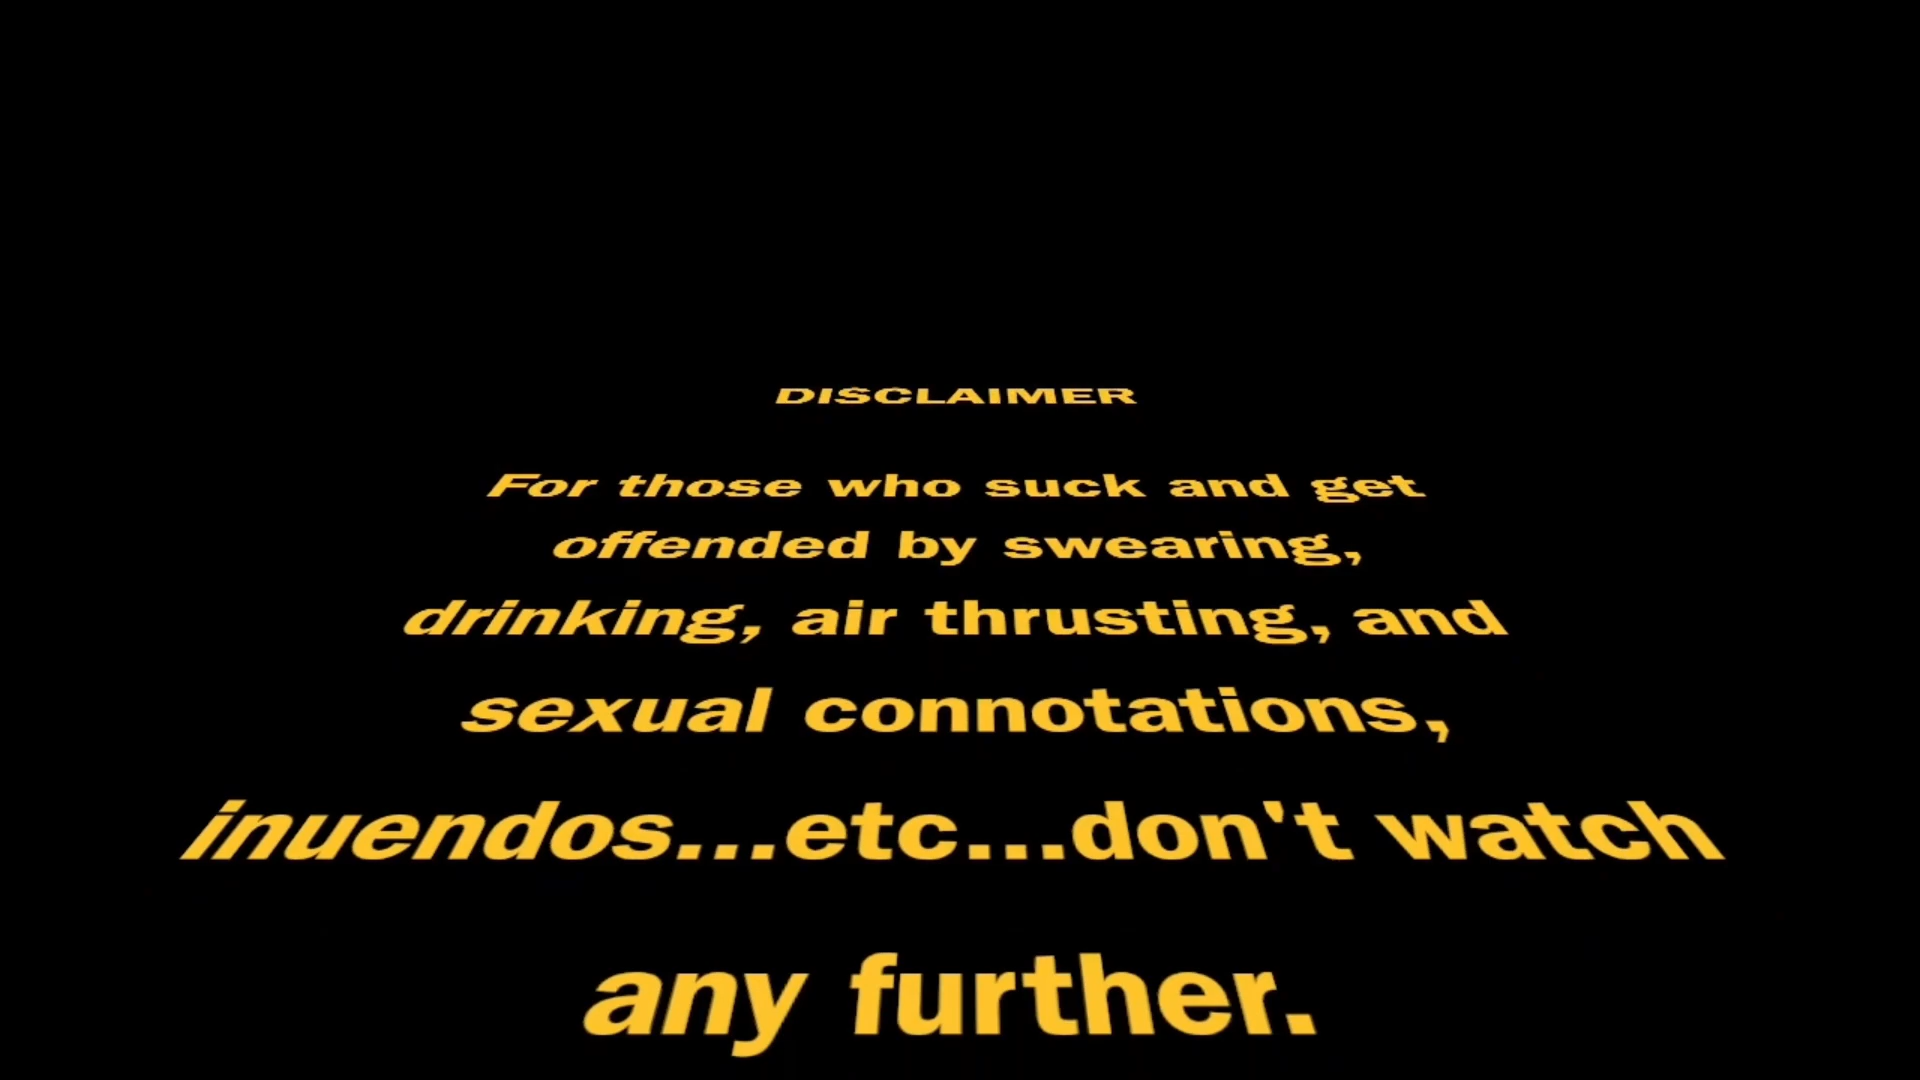 DISCLAIMER
For those who suck and get
offended by swearing,
drinking, air thrusting, and
sexual connotations,
inuendos...etc...don't watch
any further.